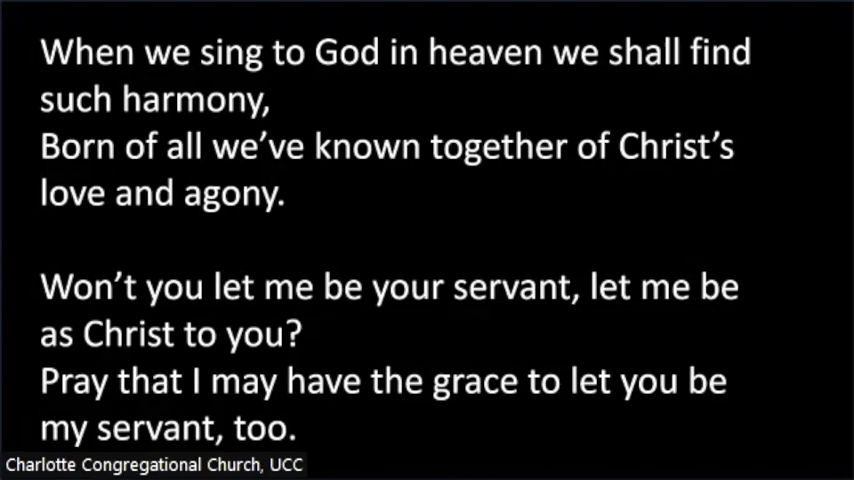 When we sing to God in heaven we shall find
such harmony,
Born of all we’ve known together of Christ’s
love and agony.
Won’t you let me be your servant, let me be
as Christ to you?
Pray that I may have the grace to let you be
my servant, too.
Charlotte Congregational Church, UCC